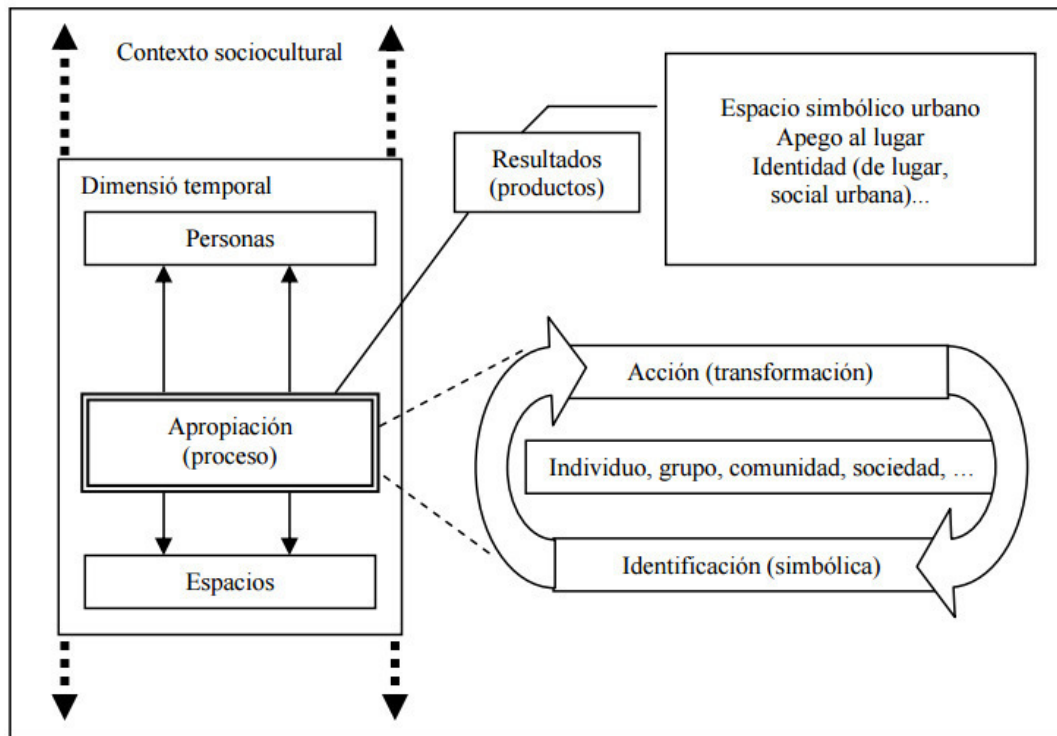 Contexto sociocultural
Dimensió temporal
Personas
Apropiación
(proceso)
Espacios
Resultados
(productos)
Espacio simbólico urbano
Apego al lugar
Identidad (de lugar,
social urbana)...
Acción (transformación)
Individuo, grupo, comunidad, sociedad, …
Identificación (simbólica)